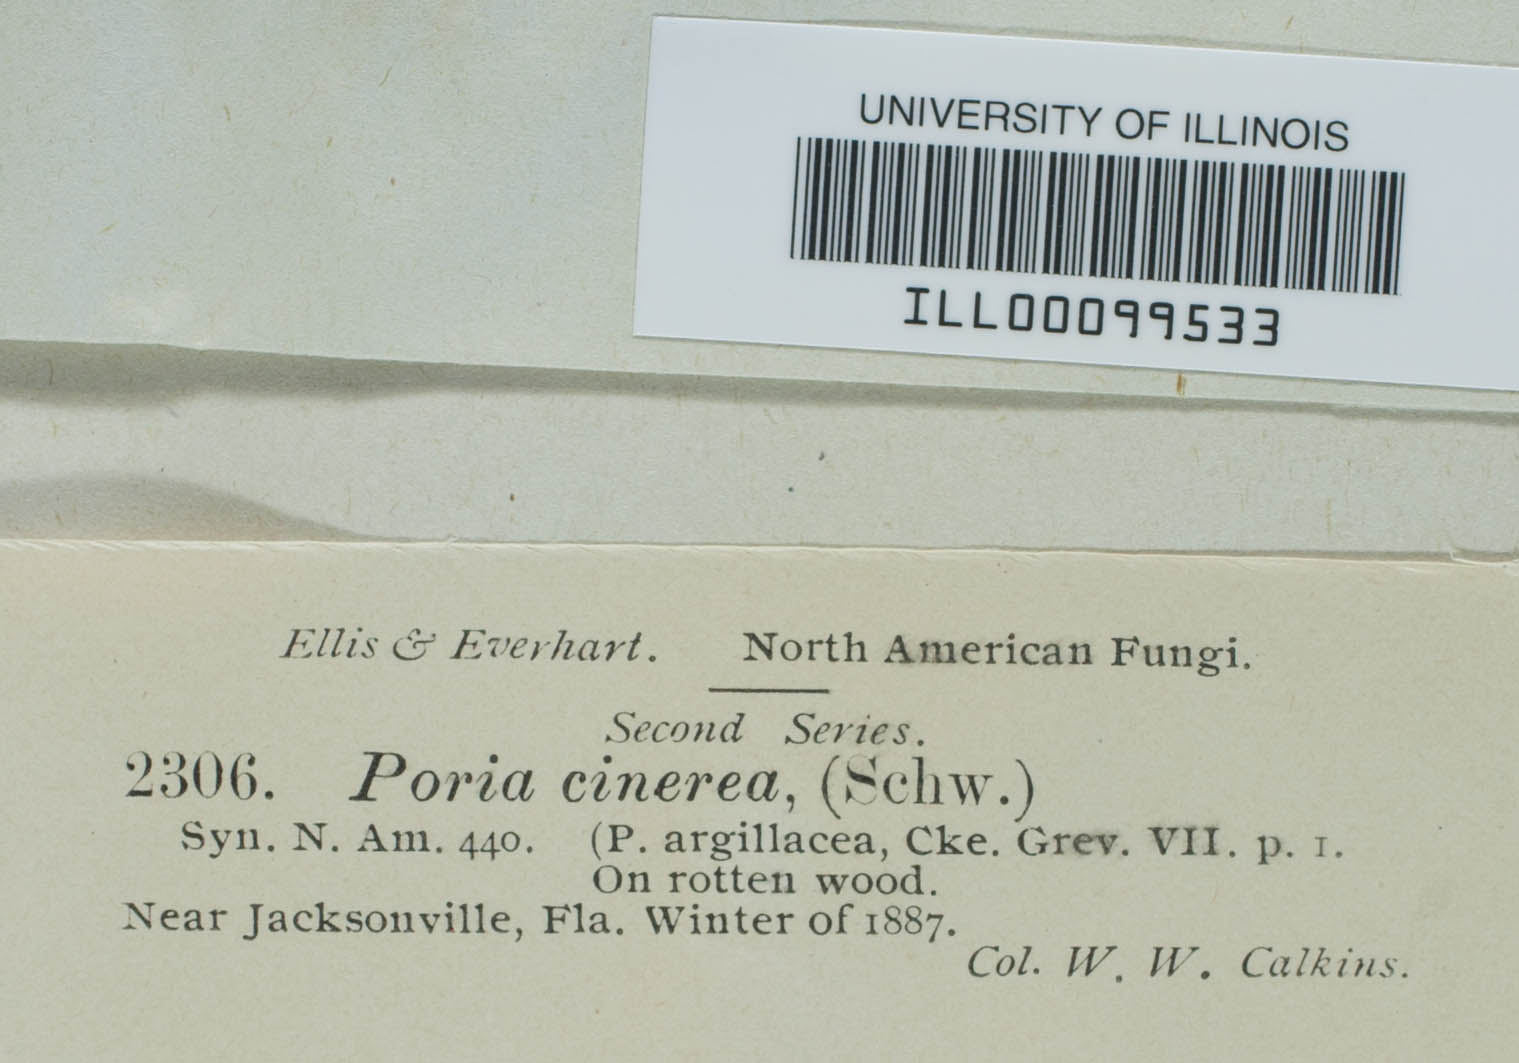 UNIVERSITY OF ILLINOIS
ILL00099533
Ellis & Everhart. North American Fungi.
Second Series.
2306. Poria cinerea, (Schw.)
Syn. N. Am. 440. (P. argillacea, Cke. Grev. VII. p. 1.
On rotten wood.
Near Jacksonville, Fla. Winter of 1887.
Col. W. W. Calkins.